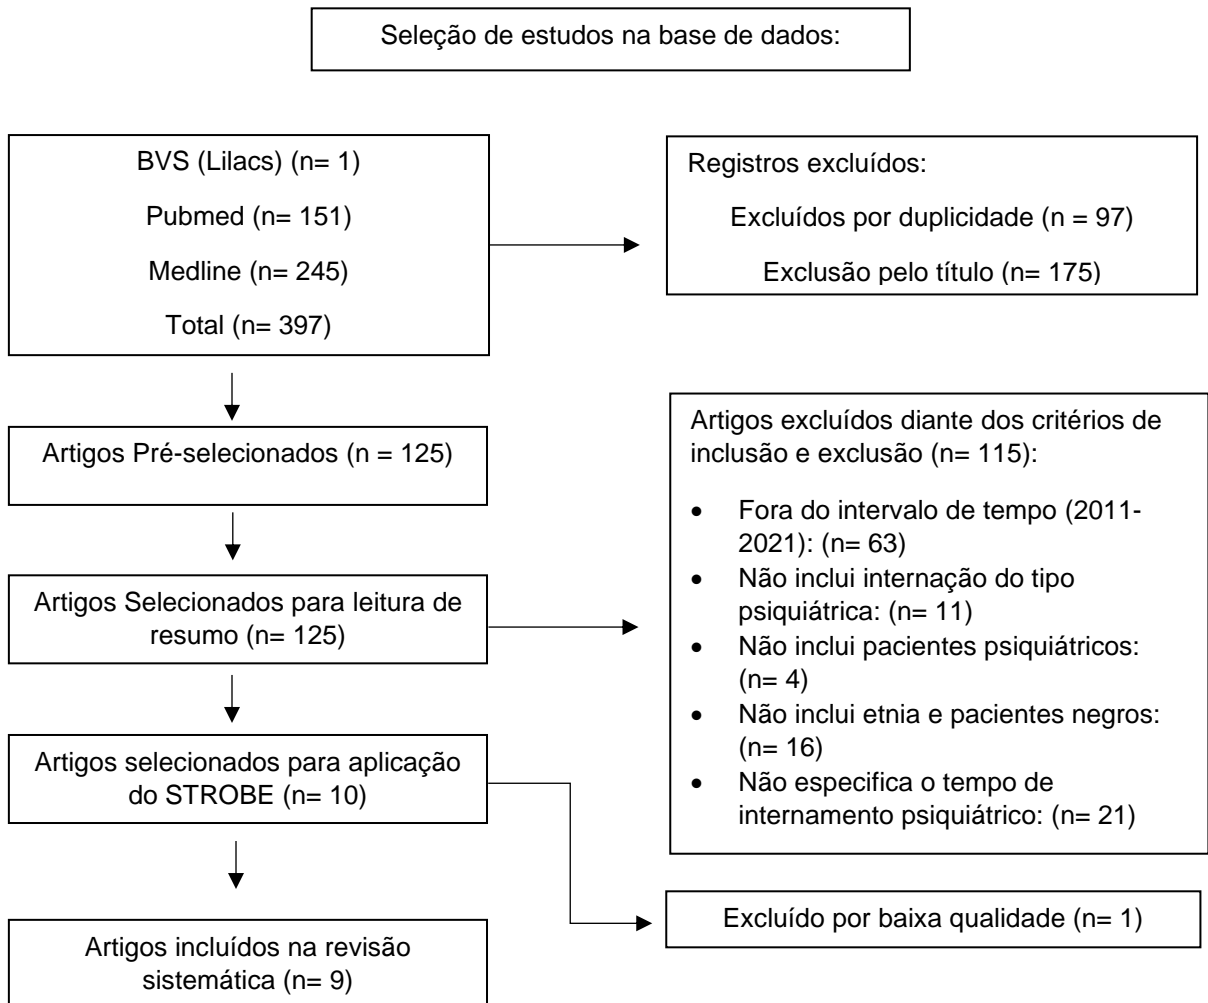 Seleção de estudos na base de dados:
BVS (Lilacs) (n= 1)
Pubmed (n= 151)
Medline (n= 245)
Total (n= 397)
Registros excluídos:
Excluídos por duplicidade (n = 97)
Exclusão pelo título (n= 175)
Artigos Pré-selecionados (n = 125)
Artigos Selecionados para leitura de
resumo (n= 125)
Artigos excluídos diante dos critérios de
inclusão e exclusão (n= 115):
• Fora do intervalo de tempo (2011-
2021): (n= 63)
• Não inclui internação do tipo
psiquiátrica: (n= 11)
• Não inclui pacientes psiquiátricos:
(n= 4)
• Não inclui etnia e pacientes negros:
(n= 16)
• Não especifica o tempo de
internamento psiquiátrico: (n= 21)
Artigos selecionados para aplicação
do STROBE (n= 10)
Excluído por baixa qualidade (n= 1)
Artigos incluídos na revisão
sistemática (n= 9)